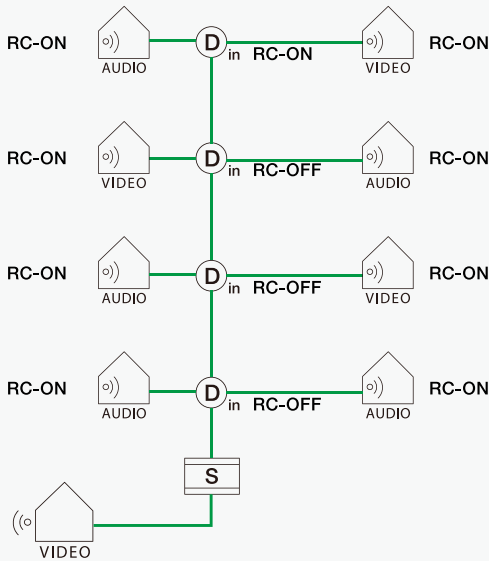 RC-ON AUDIO D in RC-ON VIDEO RC-ON
RC-ON VIDEO D in RC-OFF AUDIO RC-ON
RC-ON AUDIO D in RC-OFF VIDEO RC-ON
RC-ON AUDIO D in RC-OFF AUDIO RC-ON
S
VIDEO